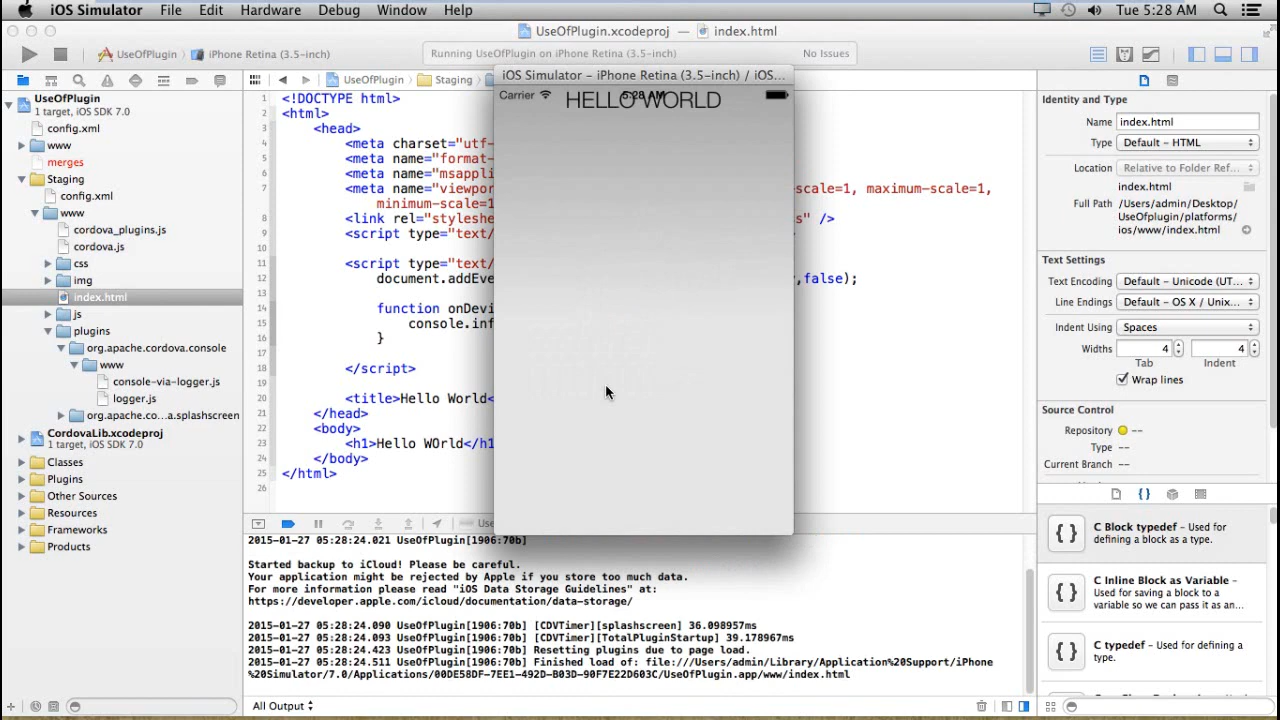 iOS Simulator File Edit Hardware Debug Window Help Tue 5:28 AM
UseOfPlugin.xcodeproj — index.html
UseOfPlugin iPhone Retina (3.5-inch) Running UseOfPlugin on iPhone Retina (3.5-inch) No Issues
iOS Simulator – iPhone Retina (3.5-inch) / iOS...
Carrier 5:28 AM
HELLO WORLD
UseOfPlugin
1 target, iOS SDK 7.0
config.xml
www
merges
Staging
config.xml
www
cordova_plugins.js
cordova.js
css
img
index.html
js
plugins
org.apache.cordova.console
www
console-via-logger.js
logger.js
org.apache.co...a.splashscreen
CordovaLib.xcodeproj
1 target, iOS SDK 7.0
Classes
Plugins
Other Sources
Resources
Frameworks
Products
UseOfPlugin Staging
1 <!DOCTYPE html>
2 <html>
3 <head>
4 <meta charset="utf-
5 <meta name="format-
6 <meta name="msappli
7 <meta name="viewpor -scale=1, maximum-scale=1,
minimum-scale=1
8 <link rel="styleshe s" />
9 <script type="text/
10
11 <script type="text/
12 document.addEve ,false);
13
14 function onDevi
15 console.inf
16 }
17
18 </script>
19
20 <title>Hello World<
21 </head>
22 <body>
23 <h1>Hello WOrld</h1
24 </body>
25 </html>
26
Use
2015-01-27 05:28:24.021 UseOfPlugin[1906:70b]
Started backup to iCloud! Please be careful.
Your application might be rejected by Apple if you store too much data.
For more information please read "iOS Data Storage Guidelines" at:
https://developer.apple.com/icloud/documentation/data-storage/
2015-01-27 05:28:24.090 UseOfPlugin[1906:70b] [CDVTimer][splashscreen] 36.098957ms
2015-01-27 05:28:24.093 UseOfPlugin[1906:70b] [CDVTimer][TotalPluginStartup] 39.178967ms
2015-01-27 05:28:24.423 UseOfPlugin[1906:70b] Resetting plugins due to page load.
2015-01-27 05:28:24.511 UseOfPlugin[1906:70b] Finished load of: file:///Users/admin/Library/Application%20Support/iPhone
%20Simulator/7.0/Applications/00DE58DF-7EE1-492D-B03D-90F7E22D603C/UseOfPlugin.app/www/index.html
All Output
Identity and Type
Name index.html
Type Default - HTML
Location Relative to Folder Ref...
index.html
Full Path /Users/admin/Desktop/
UseOfplugin/platforms/
ios/www/index.html
Text Settings
Text Encoding Default - Unicode (UT...
Line Endings Default - OS X / Unix...
Indent Using Spaces
Widths 4 4
Tab Indent
Wrap lines
Source Control
Repository --
Type --
Current Branch --
C Block typedef - Used for
defining a block as a type.
C Inline Block as Variable -
Used for saving a block to a
variable so we can pass it as an...
C typedef - Used for defining a
type.